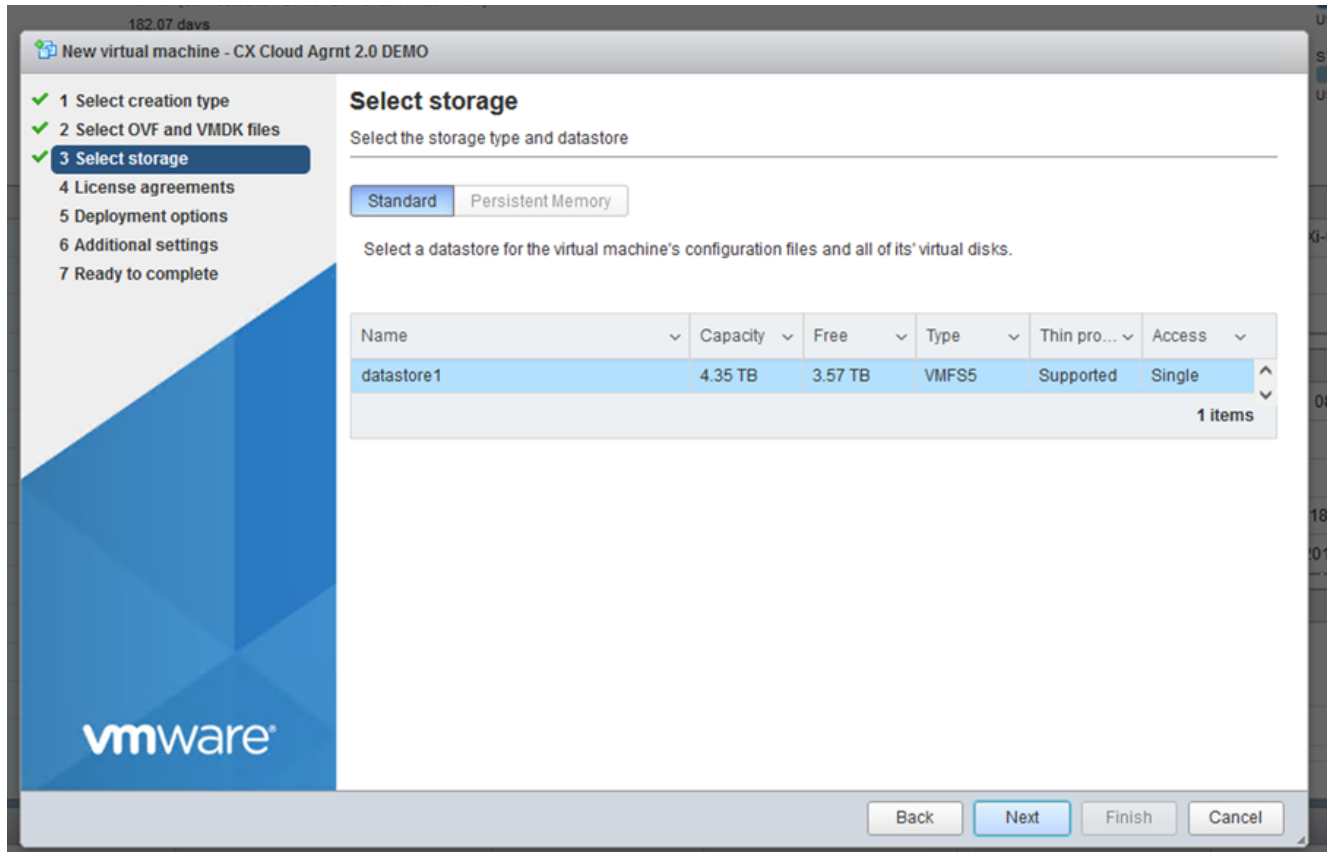 182.07 days
New virtual machine - CX Cloud Agrnt 2.0 DEMO
1 Select creation type
2 Select OVF and VMDK files
3 Select storage
4 License agreements
5 Deployment options
6 Additional settings
7 Ready to complete
Select storage
Select the storage type and datastore
Standard Persistent Memory
Select a datastore for the virtual machine's configuration files and all of its' virtual disks.
Name Capacity Free Type Thin pro... Access
datastore1 4.35 TB 3.57 TB VMFS5 Supported Single
1 items
vmware®
Back Next Finish Cancel